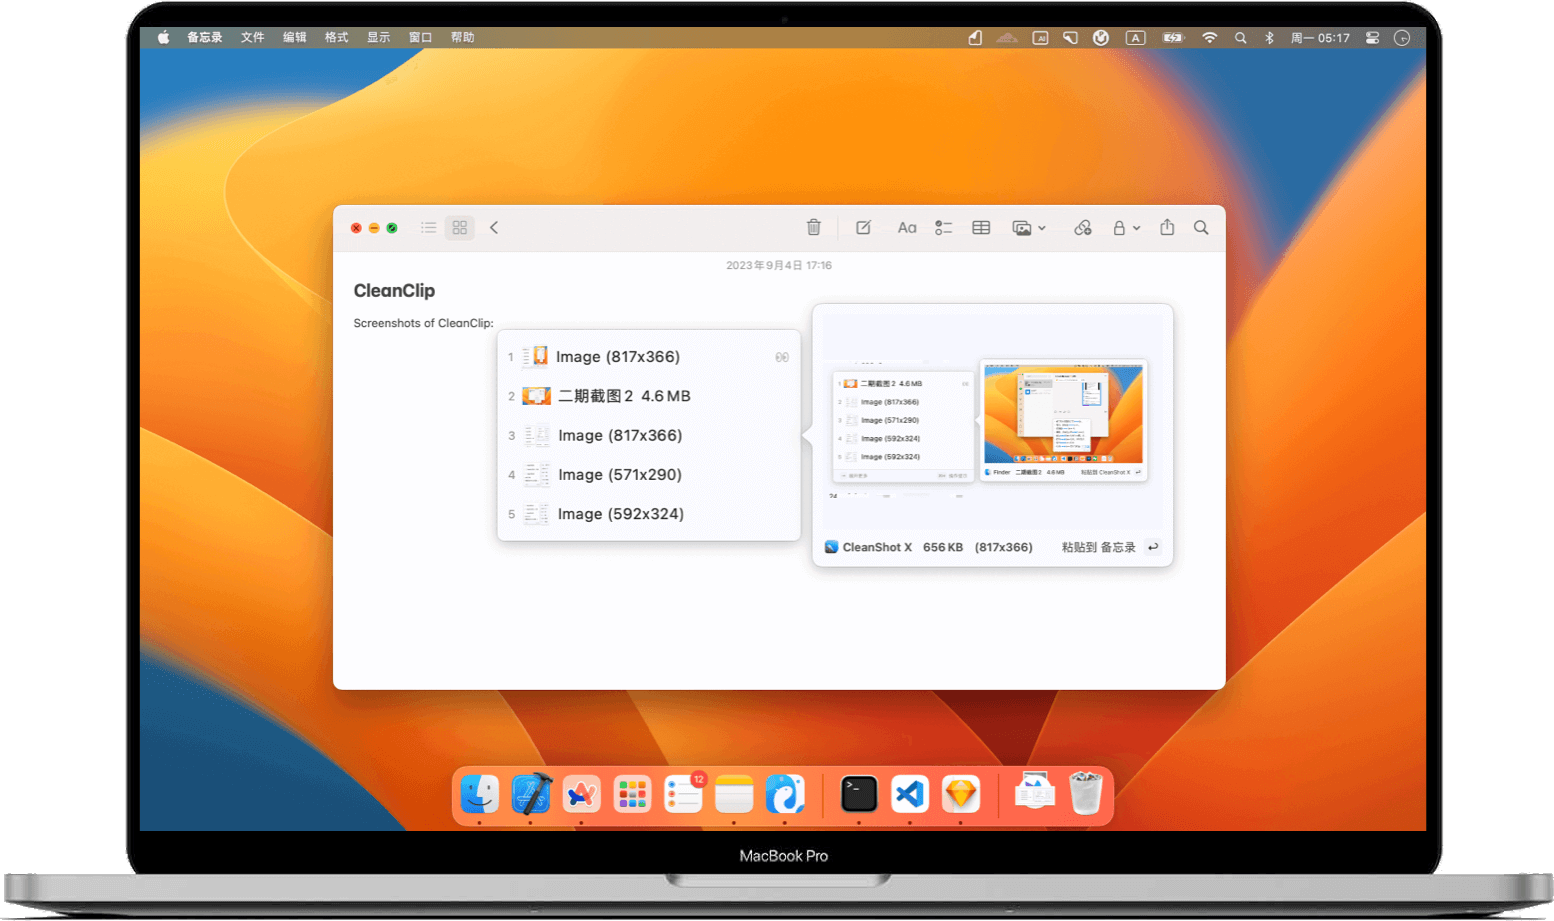 备忘录 文件 编辑 格式 显示 窗口 帮助
A 周一 05:17
Aa
2023年9月4日 17:16
CleanClip
Screenshots of CleanClip:
1 Image (817x366)
2 二期截图2 4.6 MB
3 Image (817x366)
4 Image (571x290)
5 Image (592x324)
1 二期截图2 4.6 MB
2 Image (817x366)
3 Image (571x290)
4 Image (592x324)
5 Image (592x324)
Finder 二期截图2 4.6 MB 粘贴到 CleanShot X
24
CleanShot X 656 KB (817x366) 粘贴到 备忘录
12
MacBook Pro